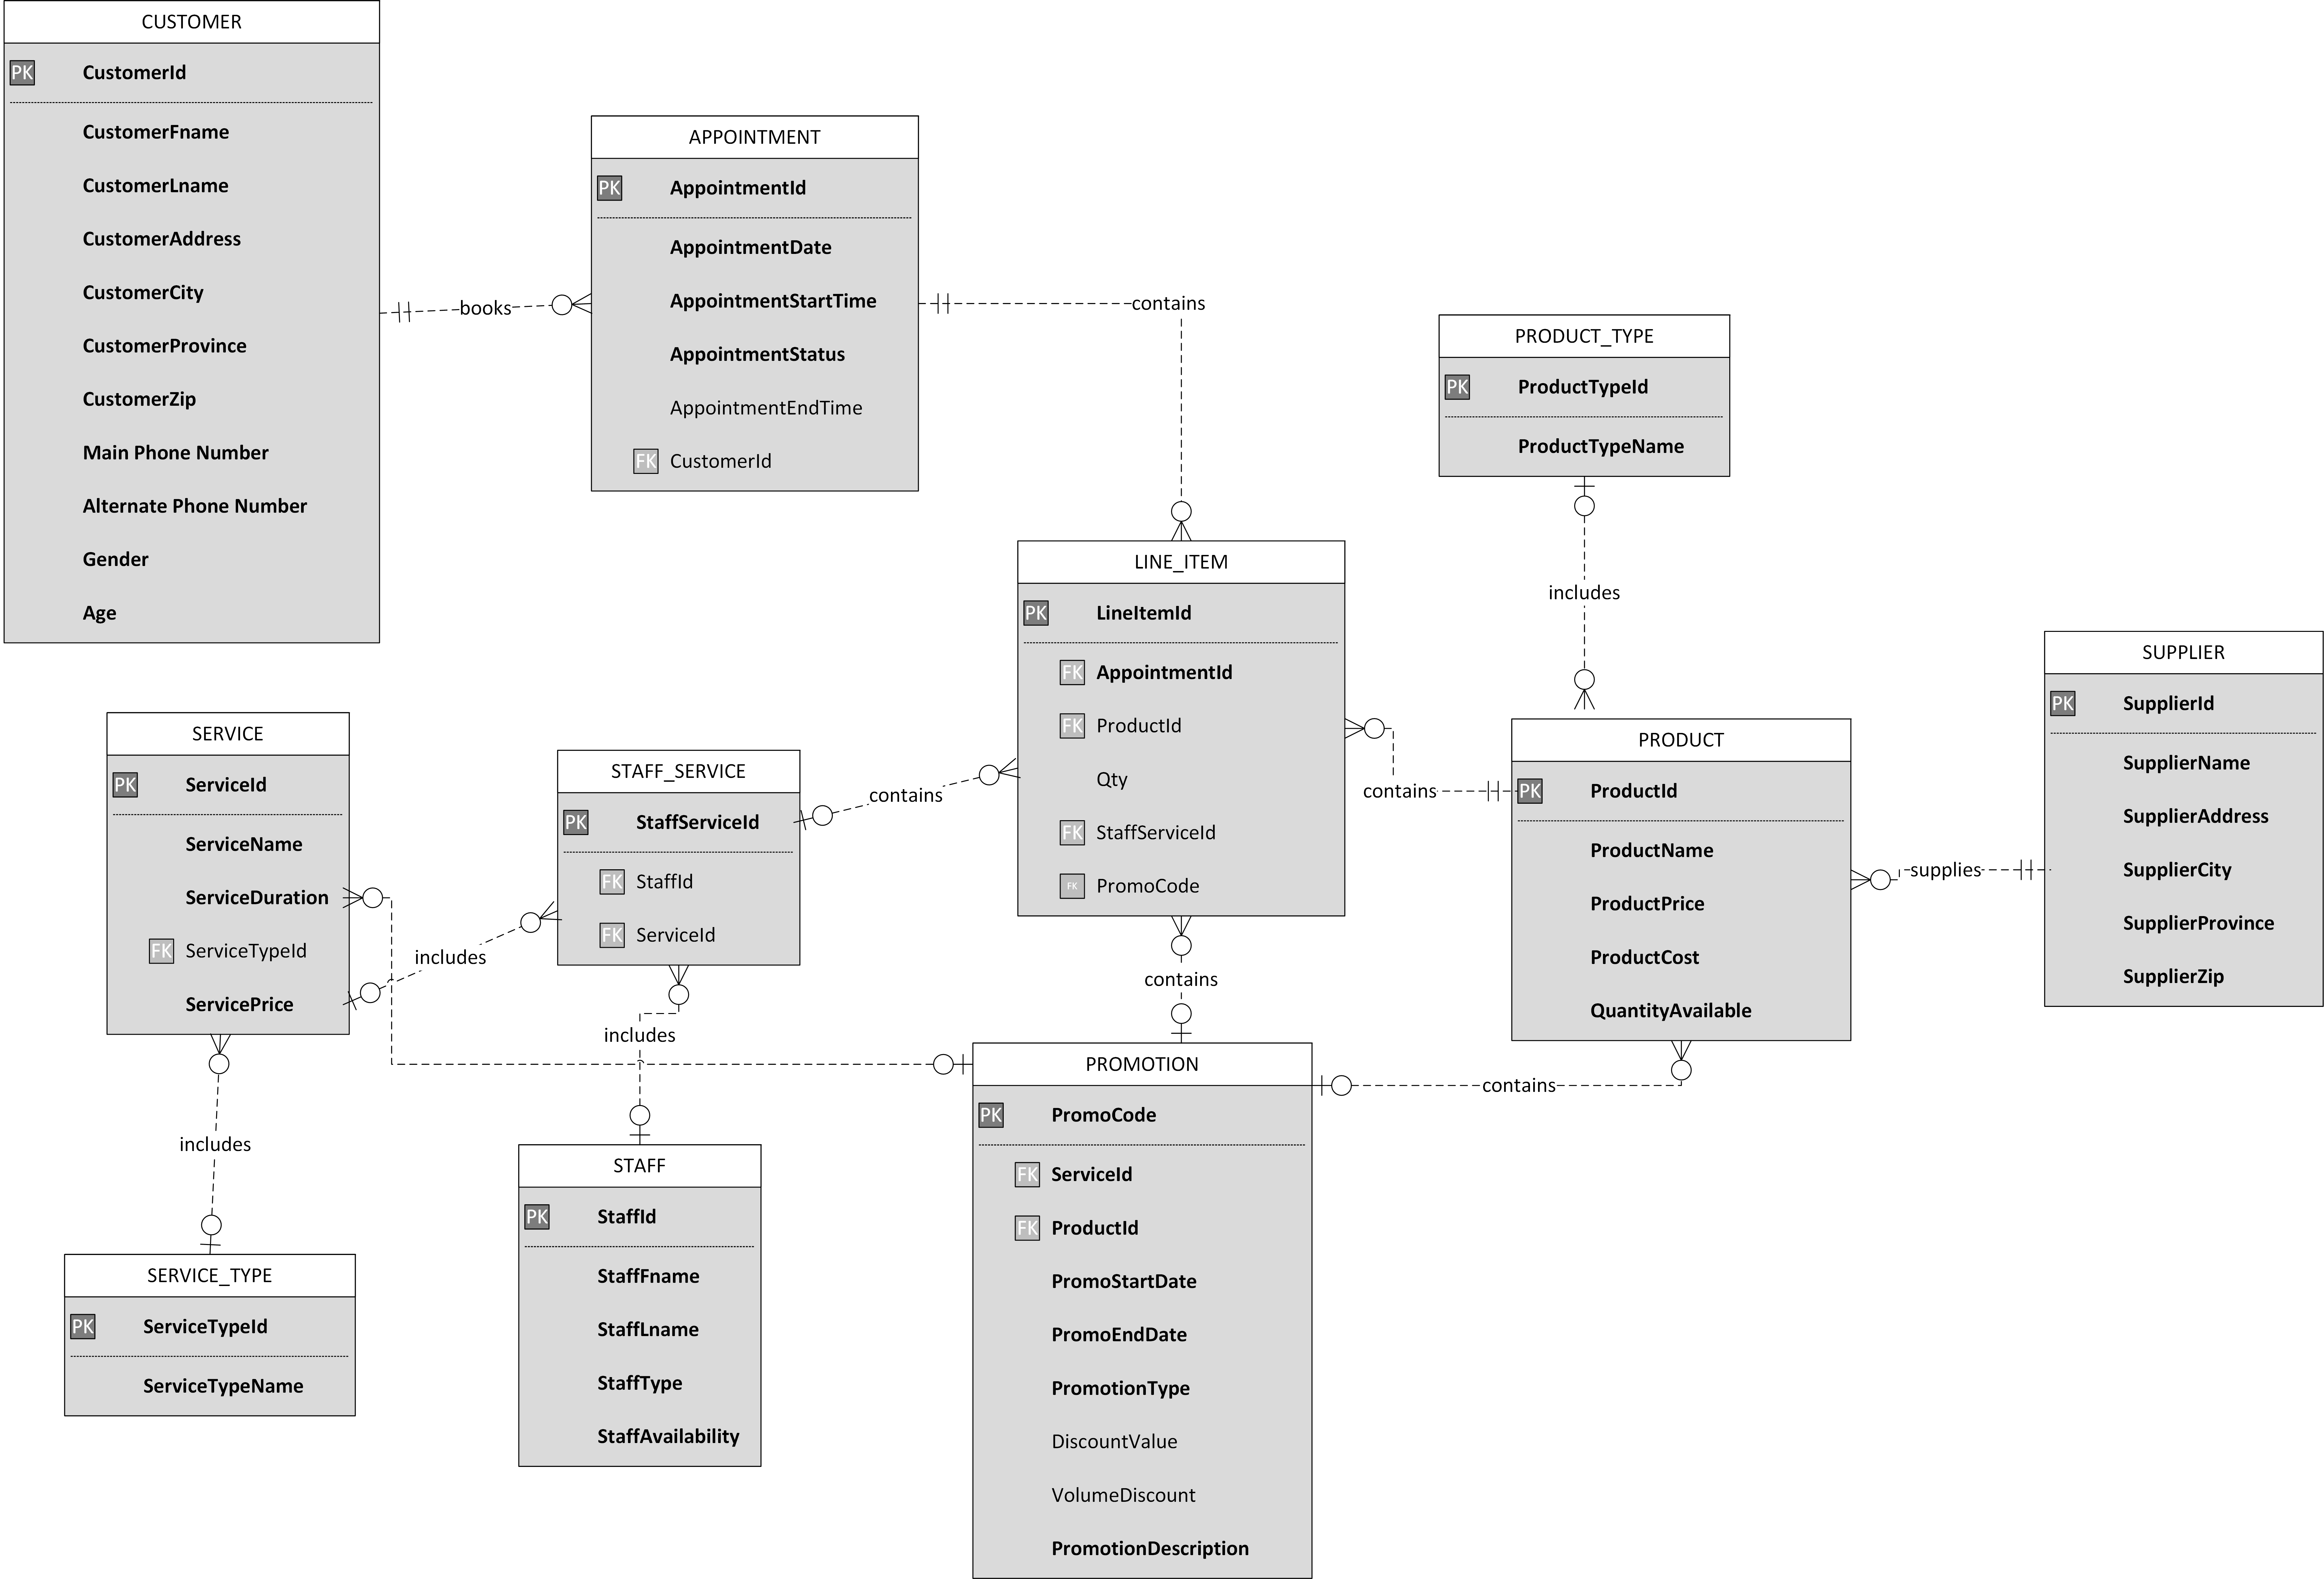 CUSTOMER
PK CustomerId
CustomerFname
CustomerLname
CustomerAddress
CustomerCity
CustomerProvince
CustomerZip
Main Phone Number
Alternate Phone Number
Gender
Age
books
APPOINTMENT
PK AppointmentId
AppointmentDate
AppointmentStartTime
AppointmentStatus
AppointmentEndTime
FK CustomerId
contains
PRODUCT_TYPE
PK ProductTypeId
ProductTypeName
includes
LINE_ITEM
PK LineItemId
FK AppointmentId
FK ProductId
Qty
FK StaffServiceId
FK PromoCode
contains
SUPPLIER
PK SupplierId
SupplierName
SupplierAddress
SupplierCity
SupplierProvince
SupplierZip
supplies
PRODUCT
PK ProductId
ProductName
ProductPrice
ProductCost
QuantityAvailable
SERVICE
PK ServiceId
ServiceName
ServiceDuration
FK ServiceTypeId
ServicePrice
includes
STAFF_SERVICE
PK StaffServiceId
FK StaffId
FK ServiceId
contains
includes
contains
contains
includes
SERVICE_TYPE
PK ServiceTypeId
ServiceTypeName
STAFF
PK StaffId
StaffFname
StaffLname
StaffType
StaffAvailability
PROMOTION
PK PromoCode
FK ServiceId
FK ProductId
PromoStartDate
PromoEndDate
PromotionType
DiscountValue
VolumeDiscount
PromotionDescription